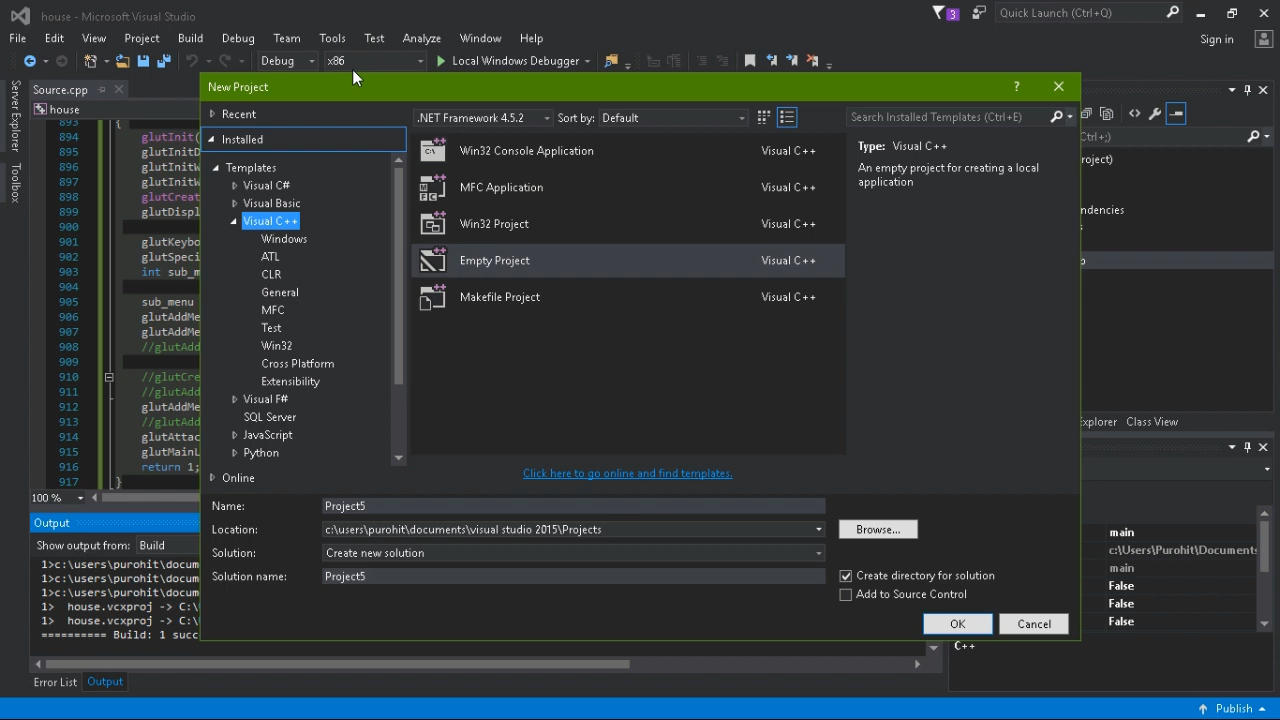 house - Microsoft Visual Studio
3
Quick Launch (Ctrl+Q)
File Edit View Project Build Debug Team Tools Test Analyze Window Help
Sign in
Debug x86 Local Windows Debugger
Server Explorer
Toolbox
Source.cpp
house
New Project
?
Recent
Installed
.NET Framework 4.5.2
Sort by: Default
Search Installed Templates (Ctrl+E)
Templates
Visual C#
Visual Basic
Visual C++
Windows
ATL
CLR
General
MFC
Test
Win32
Cross Platform
Extensibility
Visual F#
SQL Server
JavaScript
Python
Online
Win32 Console Application Visual C++
MFC Application Visual C++
Win32 Project Visual C++
Empty Project Visual C++
Makefile Project Visual C++
Type: Visual C++
An empty project for creating a local
application
Click here to go online and find templates.
Name: Project5
Location: c:\users\purohit\documents\visual studio 2015\Projects
Browse...
Solution: Create new solution
Solution name: Project5
Create directory for solution
Add to Source Control
OK Cancel
893 {
894 glutInit(
895 glutInitD
896 glutInitW
897 glutInitW
898 glutCreat
899 glutDispl
900
901 glutKeybo
902 glutSpeci
903 int sub_m
904
905 sub_menu
906 glutAddMe
907 glutAddMe
908 //glutAdd
909
910 //glutCre
911 //glutAdd
912 glutAddMe
913 //glutAdd
914 glutAttac
915 glutMainL
916 return 1;
917 }
100 %
Output
Show output from: Build
1>c:\users\purohit\docum
1>c:\users\purohit\docum
1>c:\users\purohit\docum
1> house.vcxproj -> C:\
1> house.vcxproj -> C:\
========== Build: 1 succ
Error List Output
+;)
ject)
endencies
s
p
xplorer Class View
main
c:\Users\Purohit\Documents
main
False
False
False
C++
Publish